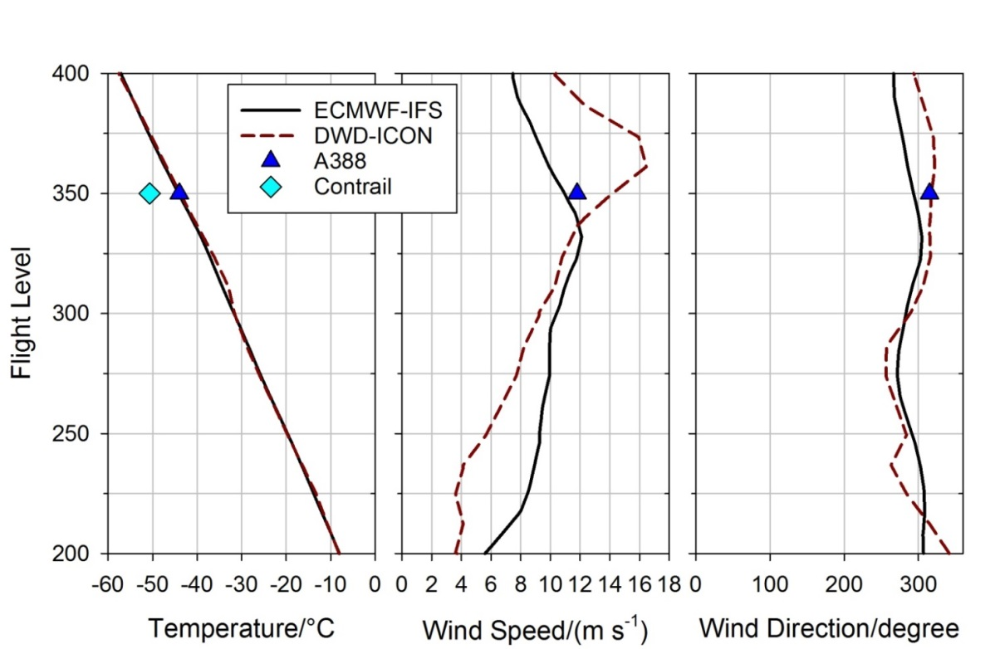 ECMWF-IFS
DWD-ICON
A388
Contrail
Flight Level
400
350
300
250
200
-60 -50 -40 -30 -20 -10 0
0 2 4 6 8 10 12 14 16 18
0 100 200 300
Temperature/°C
Wind Speed/(m s⁻¹)
Wind Direction/degree